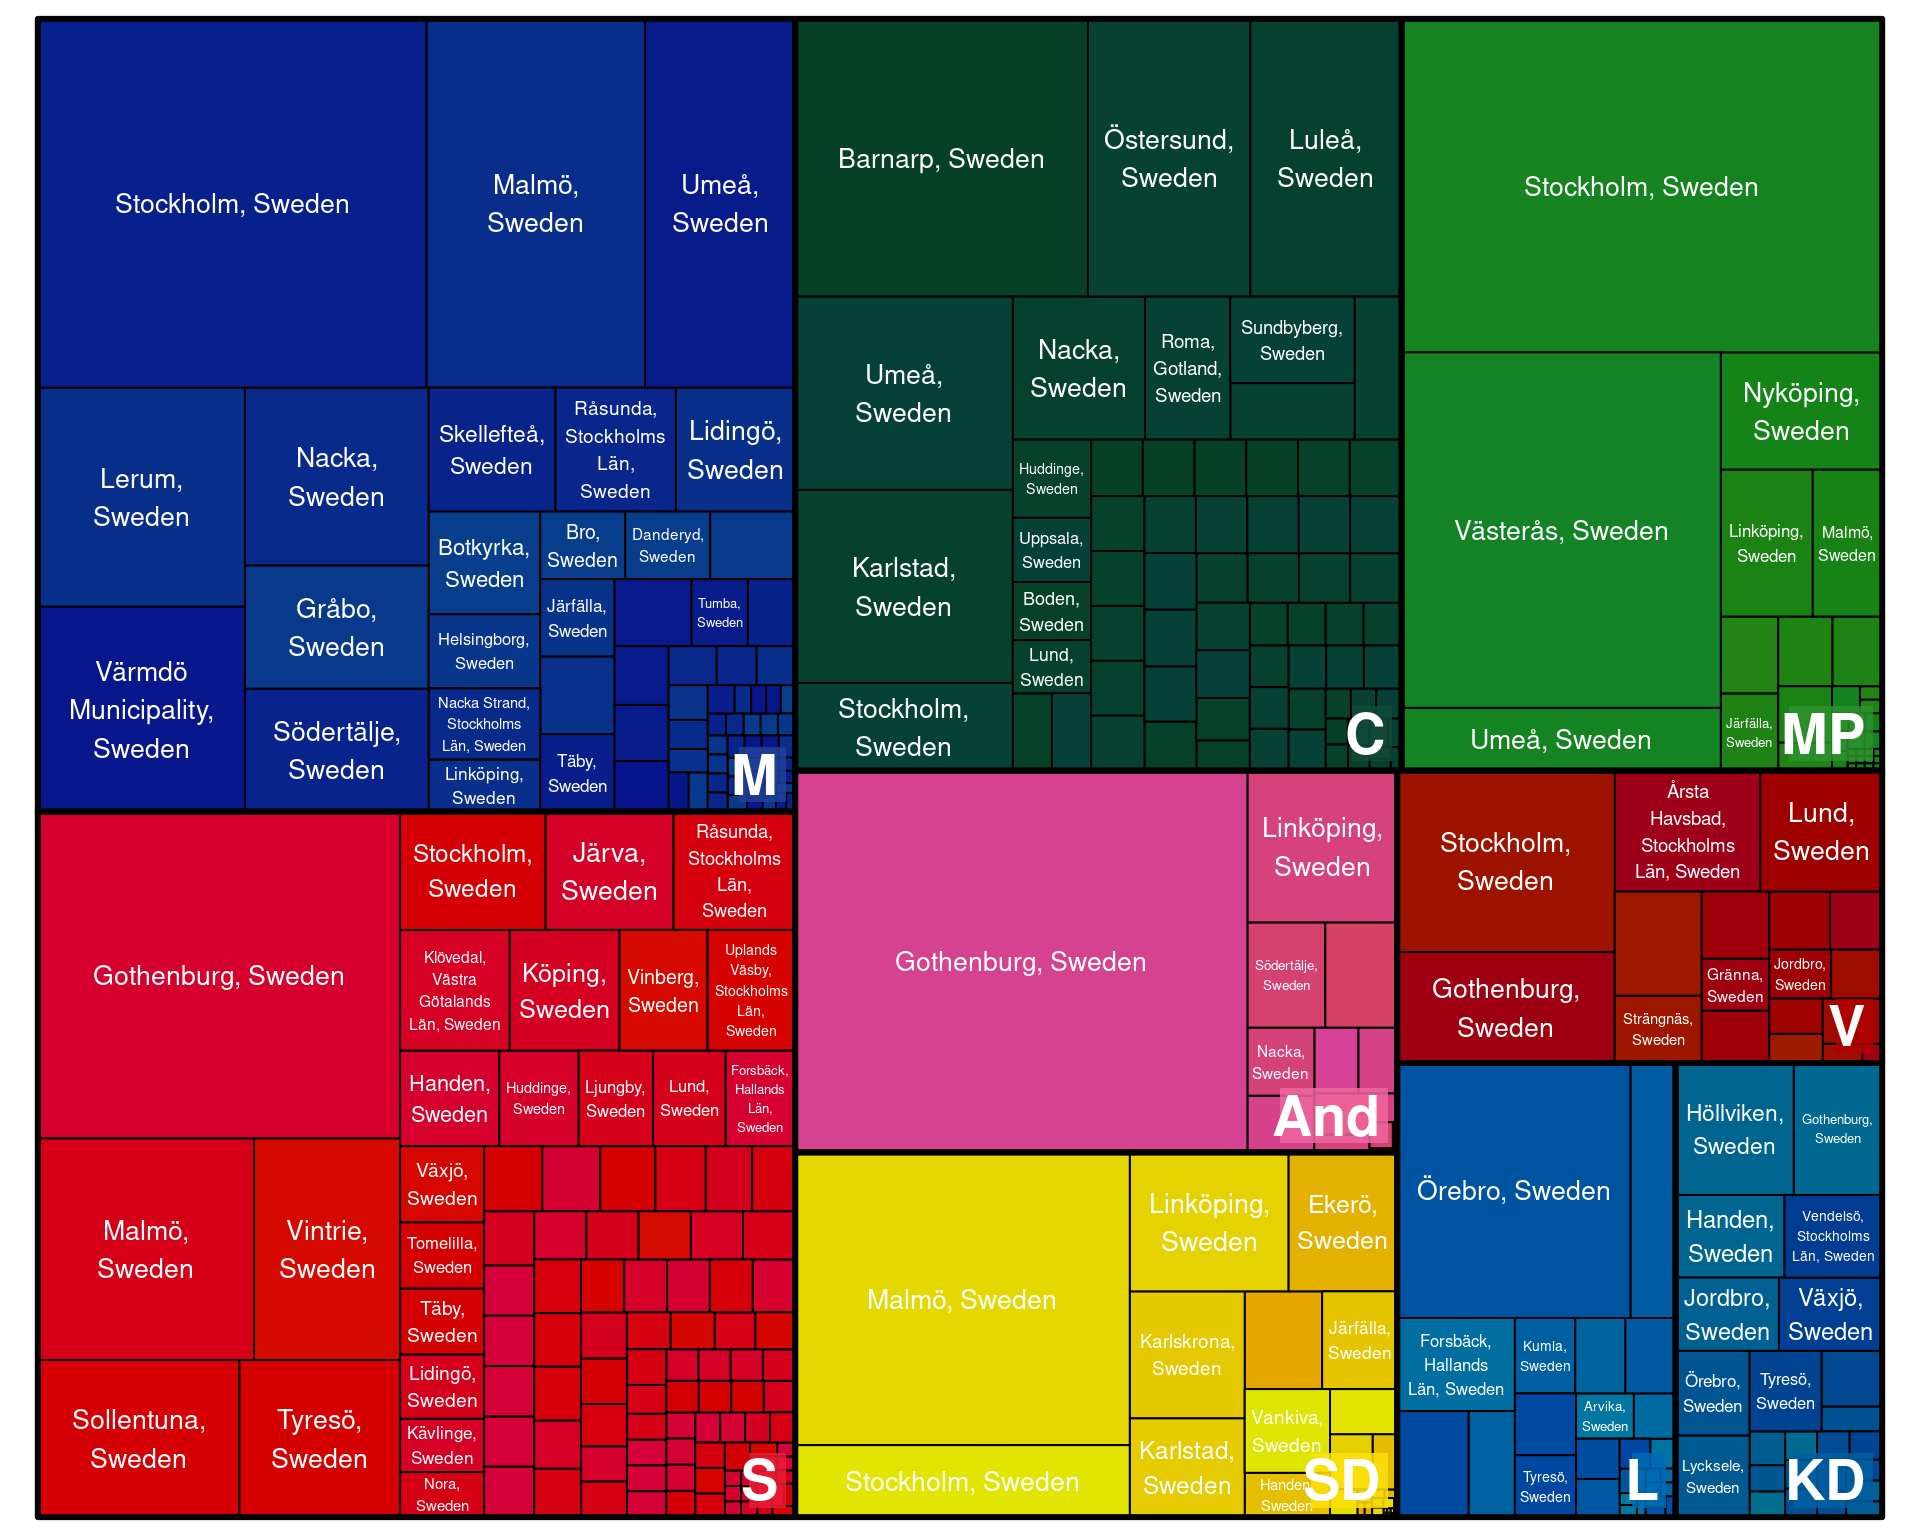 Stockholm, Sweden
Malmö,
Sweden
Umeå,
Sweden
Lerum,
Sweden
Nacka,
Sweden
Skellefteå,
Sweden
Råsunda,
Stockholms
Län,
Sweden
Lidingö,
Sweden
Botkyrka,
Sweden
Bro,
Sweden
Danderyd,
Sweden
Gråbo,
Sweden
Järfälla,
Sweden
Tumba,
Sweden
Helsingborg,
Sweden
Värmdö
Municipality,
Sweden
Södertälje,
Sweden
Nacka Strand,
Stockholms
Län, Sweden
Linköping,
Sweden
Täby,
Sweden
M
Barnarp, Sweden
Östersund,
Sweden
Luleå,
Sweden
Umeå,
Sweden
Nacka,
Sweden
Roma,
Gotland,
Sweden
Sundbyberg,
Sweden
Huddinge,
Sweden
Karlstad,
Sweden
Uppsala,
Sweden
Boden,
Sweden
Lund,
Sweden
Stockholm,
Sweden
C
Stockholm, Sweden
Västerås, Sweden
Nyköping,
Sweden
Linköping,
Sweden
Malmö,
Sweden
Umeå, Sweden
Järfälla,
Sweden
MP
Gothenburg, Sweden
Stockholm,
Sweden
Järva,
Sweden
Råsunda,
Stockholms
Län,
Sweden
Klövedal,
Västra
Götalands
Län, Sweden
Köping,
Sweden
Vinberg,
Sweden
Uplands
Väsby,
Stockholms
Län,
Sweden
Handen,
Sweden
Huddinge,
Sweden
Ljungby,
Sweden
Lund,
Sweden
Forsbäck,
Hallands
Län,
Sweden
Malmö,
Sweden
Vintrie,
Sweden
Växjö,
Sweden
Tomelilla,
Sweden
Täby,
Sweden
Lidingö,
Sweden
Kävlinge,
Sweden
Nora,
Sweden
Sollentuna,
Sweden
Tyresö,
Sweden
S
Gothenburg, Sweden
Linköping,
Sweden
Södertälje,
Sweden
Nacka,
Sweden
And
Malmö, Sweden
Linköping,
Sweden
Ekerö,
Sweden
Karlskrona,
Sweden
Järfälla,
Sweden
Vankiva,
Sweden
Stockholm, Sweden
Karlstad,
Sweden
Handen,
Sweden
SD
Stockholm,
Sweden
Årsta
Havsbad,
Stockholms
Län, Sweden
Lund,
Sweden
Gothenburg,
Sweden
Strängnäs,
Sweden
Gränna,
Sweden
Jordbro,
Sweden
V
Örebro, Sweden
Forsbäck,
Hallands
Län, Sweden
Kumla,
Sweden
Arvika,
Sweden
Tyresö,
Sweden
L
Höllviken,
Sweden
Gothenburg,
Sweden
Handen,
Sweden
Vendelsö,
Stockholms
Län, Sweden
Jordbro,
Sweden
Växjö,
Sweden
Örebro,
Sweden
Tyresö,
Sweden
Lycksele,
Sweden
KD